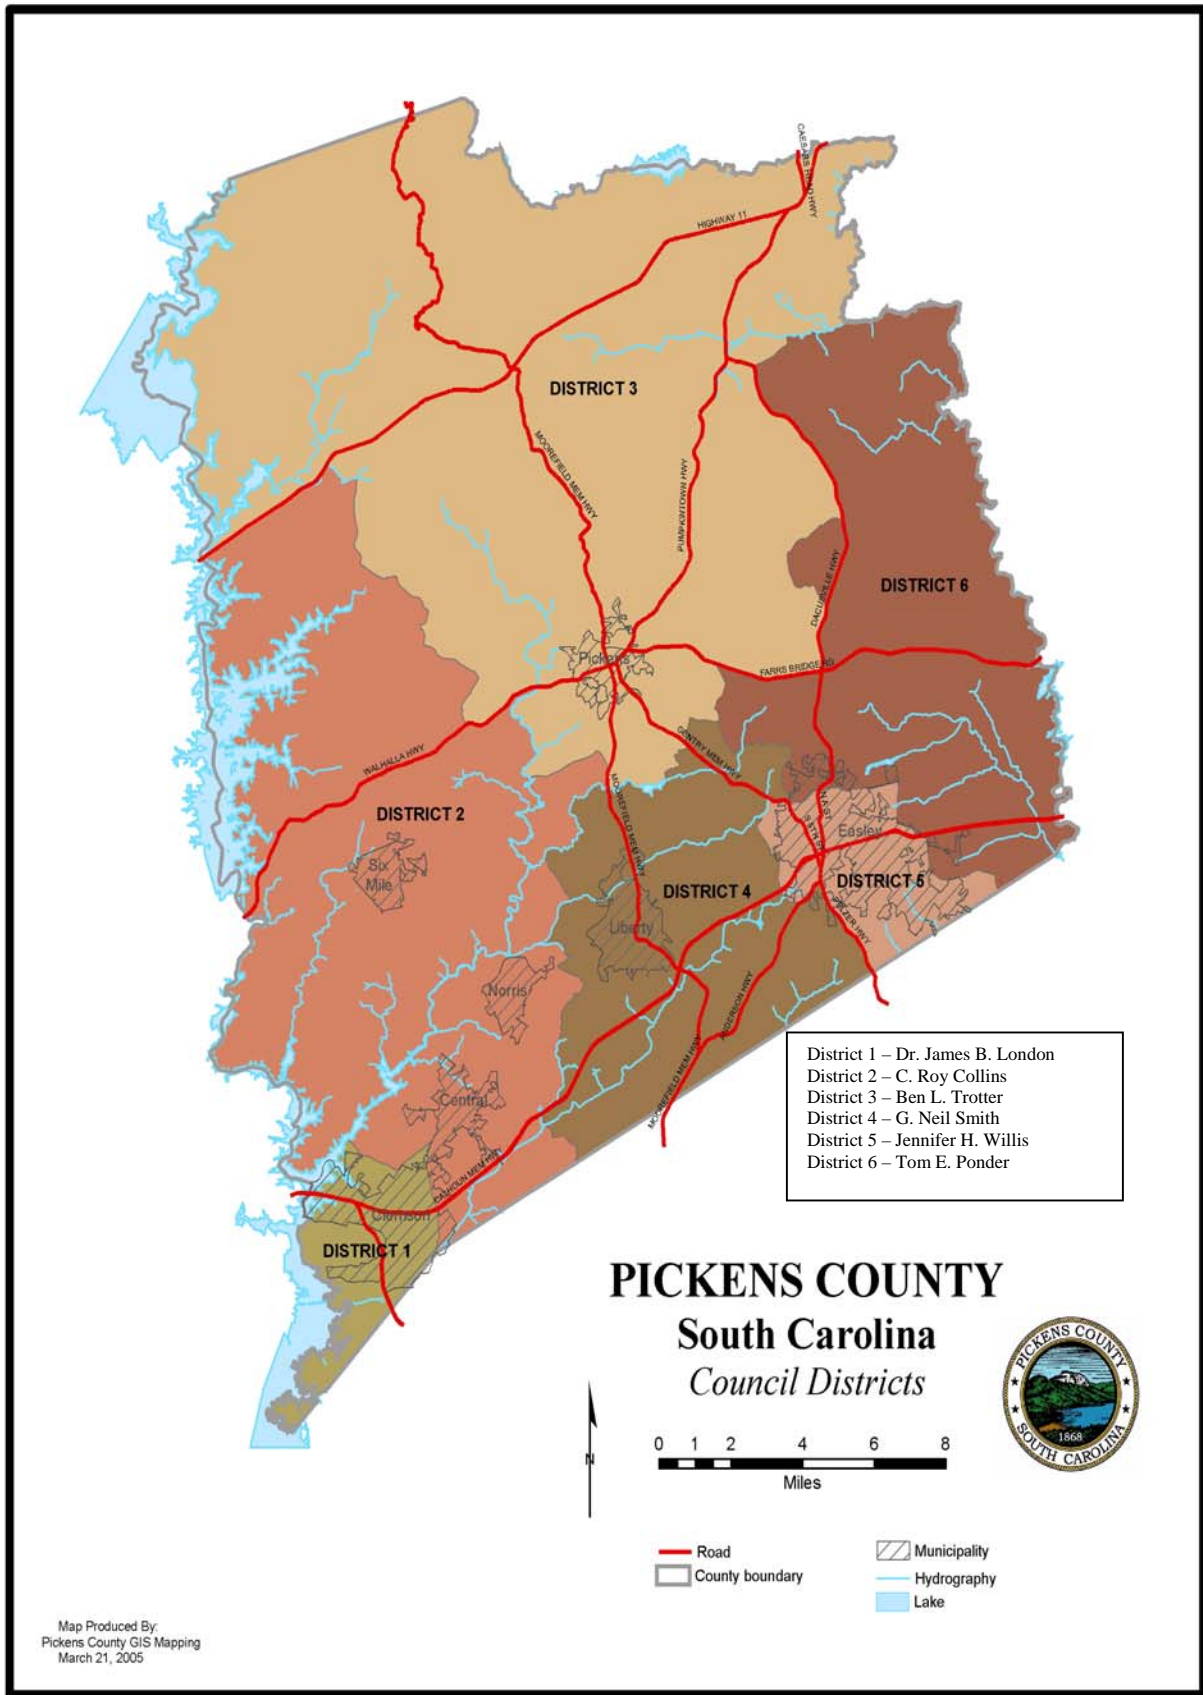 CAESARS HEAD HWY
HIGHWAY 11
DISTRICT 3
MOOREFIELD MEM HWY
PUMPKINTOWN HWY
DACUSVILLE HWY
DISTRICT 6
Pickens
FARRS BRIDGE RD
GENTRY MEM HWY
WALHALLA HWY
MOOREFIELD MEM HWY
DISTRICT 2
N A ST
S 5TH ST
Easley
Six
Mile
DISTRICT 4
DISTRICT 5
Liberty
PELZER HWY
Norris
ANDERSON HWY
MOOREFIELD MEM HWY
Central
CALHOUN MEM HWY
Clemson
DISTRICT 1
District 1 – Dr. James B. London
District 2 – C. Roy Collins
District 3 – Ben L. Trotter
District 4 – G. Neil Smith
District 5 – Jennifer H. Willis
District 6 – Tom E. Ponder
PICKENS COUNTY
South Carolina
Council Districts
PICKENS COUNTY
1868
SOUTH CAROLINA
N
0 1 2 4 6 8
Miles
Road
County boundary
Municipality
Hydrography
Lake
Map Produced By:
Pickens County GIS Mapping
March 21, 2005